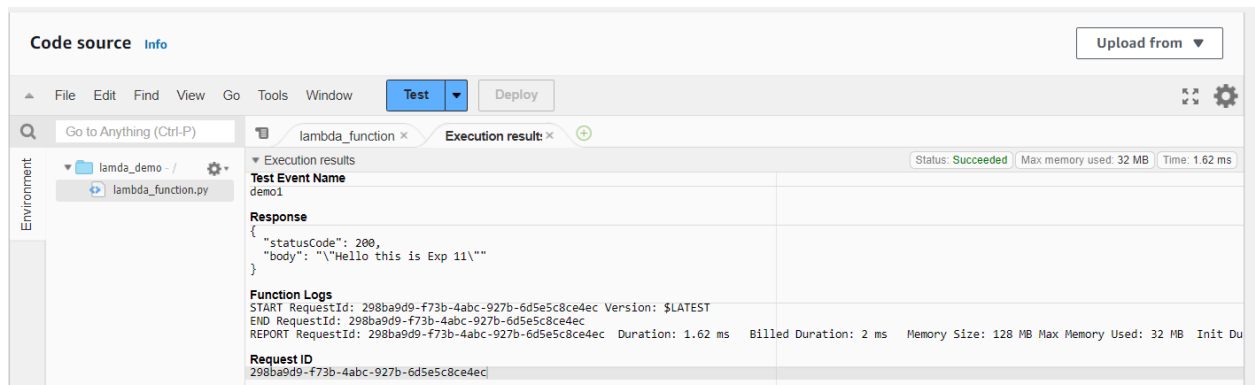 Code source Info
Upload from
File Edit Find View Go Tools Window Test Deploy
Go to Anything (Ctrl-P)
lambda_function
Execution results
Environment
lamda_demo - /
lambda_function.py
Execution results
Status: Succeeded Max memory used: 32 MB Time: 1.62 ms
Test Event Name
demo1
Response
{
"statusCode": 200,
"body": "\"Hello this is Exp 11\""
}
Function Logs
START RequestId: 298ba9d9-f73b-4abc-927b-6d5e5c8ce4ec Version: $LATEST
END RequestId: 298ba9d9-f73b-4abc-927b-6d5e5c8ce4ec
REPORT RequestId: 298ba9d9-f73b-4abc-927b-6d5e5c8ce4ec Duration: 1.62 ms Billed Duration: 2 ms Memory Size: 128 MB Max Memory Used: 32 MB Init Du
Request ID
298ba9d9-f73b-4abc-927b-6d5e5c8ce4ec